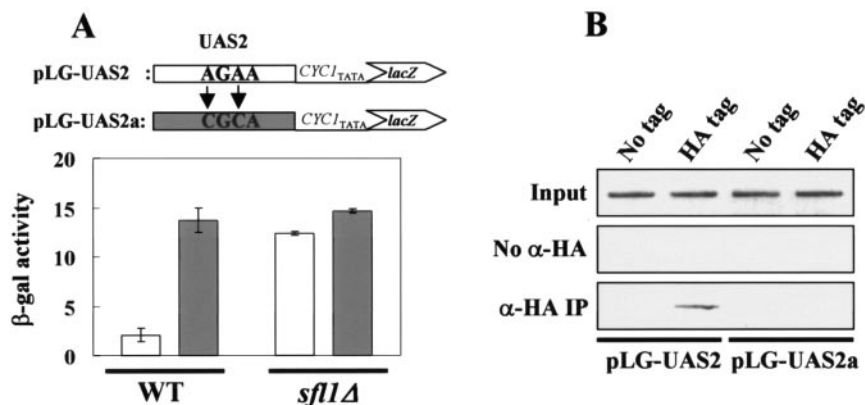 A
UAS2
pLG-UAS2 : AGAA CYC1TATA lacZ
pLG-UAS2a: CGCA CYC1TATA lacZ
β-gal activity
20
15
10
5
0
WT sfl1Δ
B
No tag HA tag No tag HA tag
Input
No α-HA
α-HA IP
pLG-UAS2 pLG-UAS2a